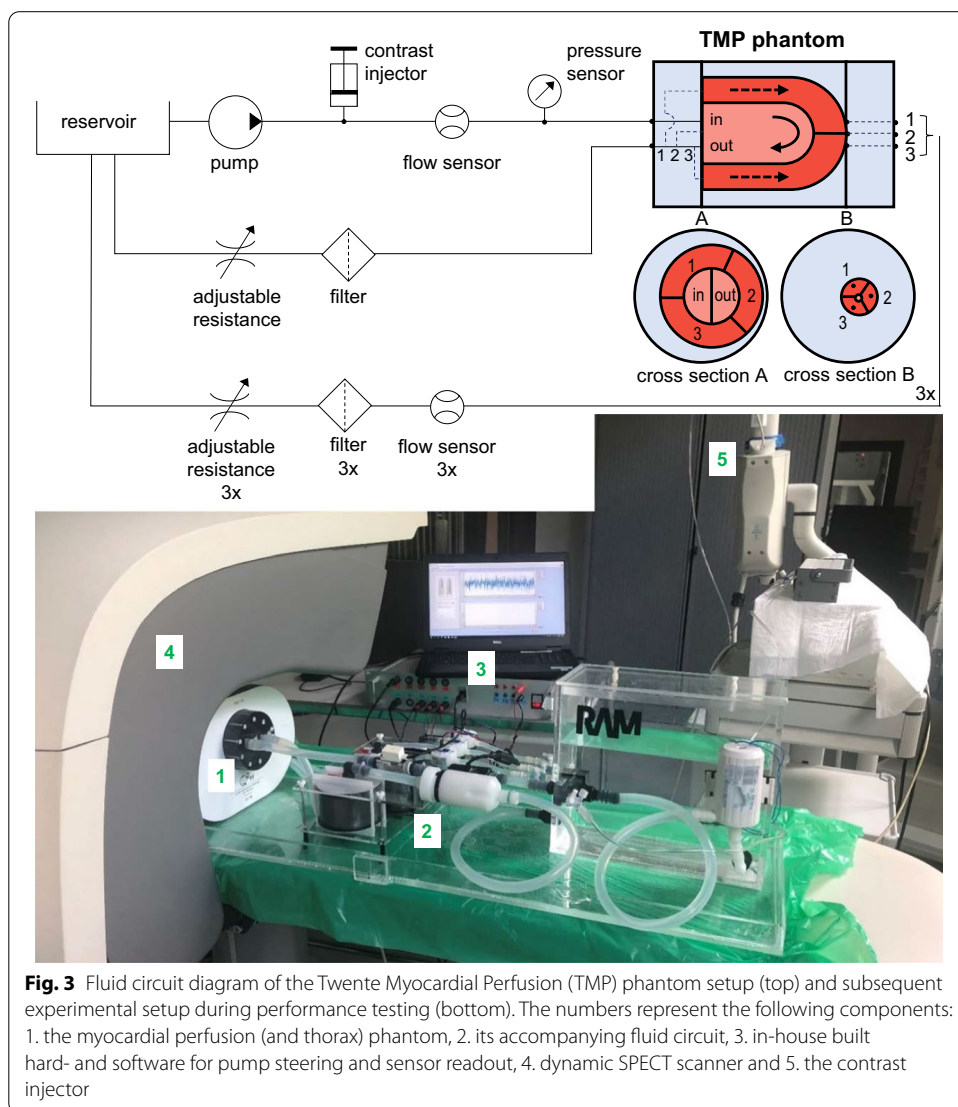 TMP phantom
contrast
injector
pressure
sensor
reservoir
pump
flow sensor
in
out
1 2 3
1
2
3
A
B
adjustable
resistance
filter
1
in out
2
3
cross section A
1
2
3
cross section B
3x
adjustable
resistance
3x
filter
3x
flow sensor
3x
5
4
3
DELL
RAM
1
2
Fig. 3 Fluid circuit diagram of the Twente Myocardial Perfusion (TMP) phantom setup (top) and subsequent
experimental setup during performance testing (bottom). The numbers represent the following components:
1. the myocardial perfusion (and thorax) phantom, 2. its accompanying fluid circuit, 3. in-house built
hard- and software for pump steering and sensor readout, 4. dynamic SPECT scanner and 5. the contrast
injector